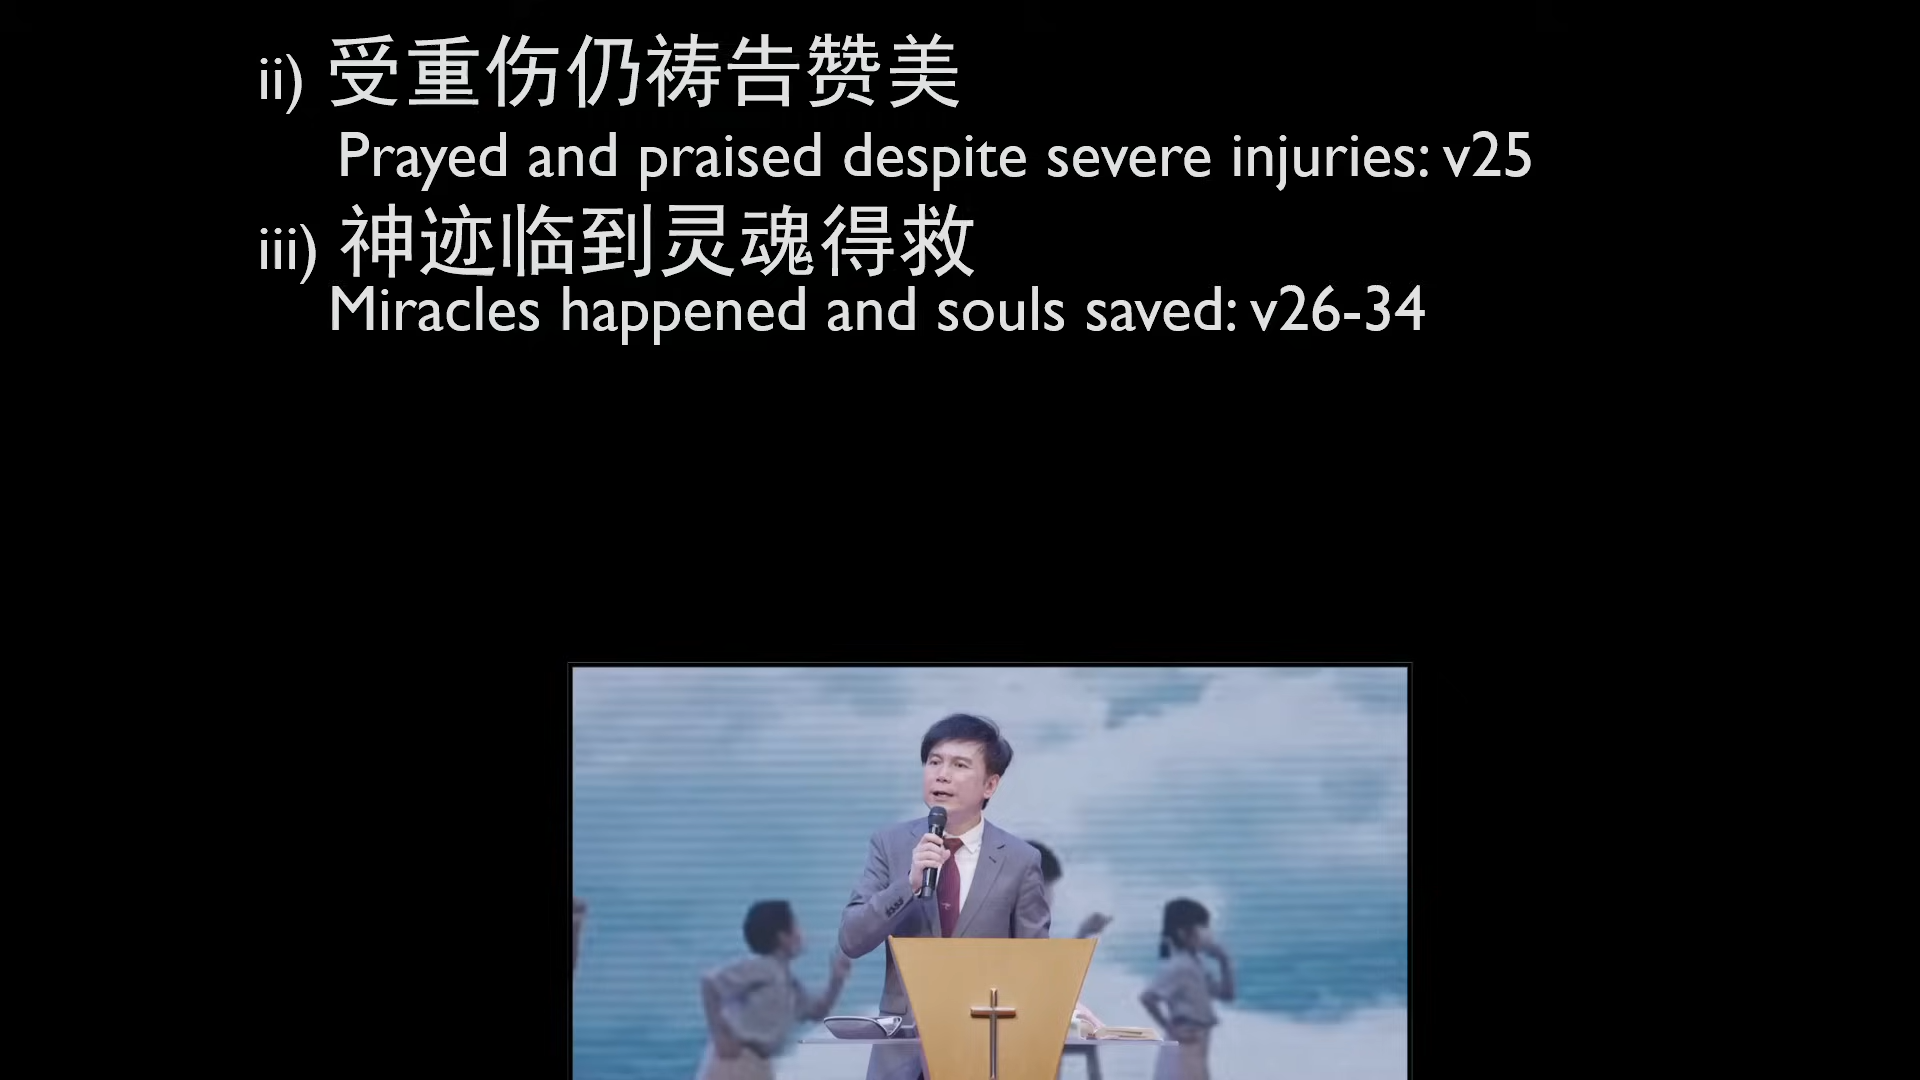 ii) 受重伤仍祷告赞美
Prayed and praised despite severe injuries: v25
iii) 神迹临到灵魂得救
Miracles happened and souls saved: v26-34